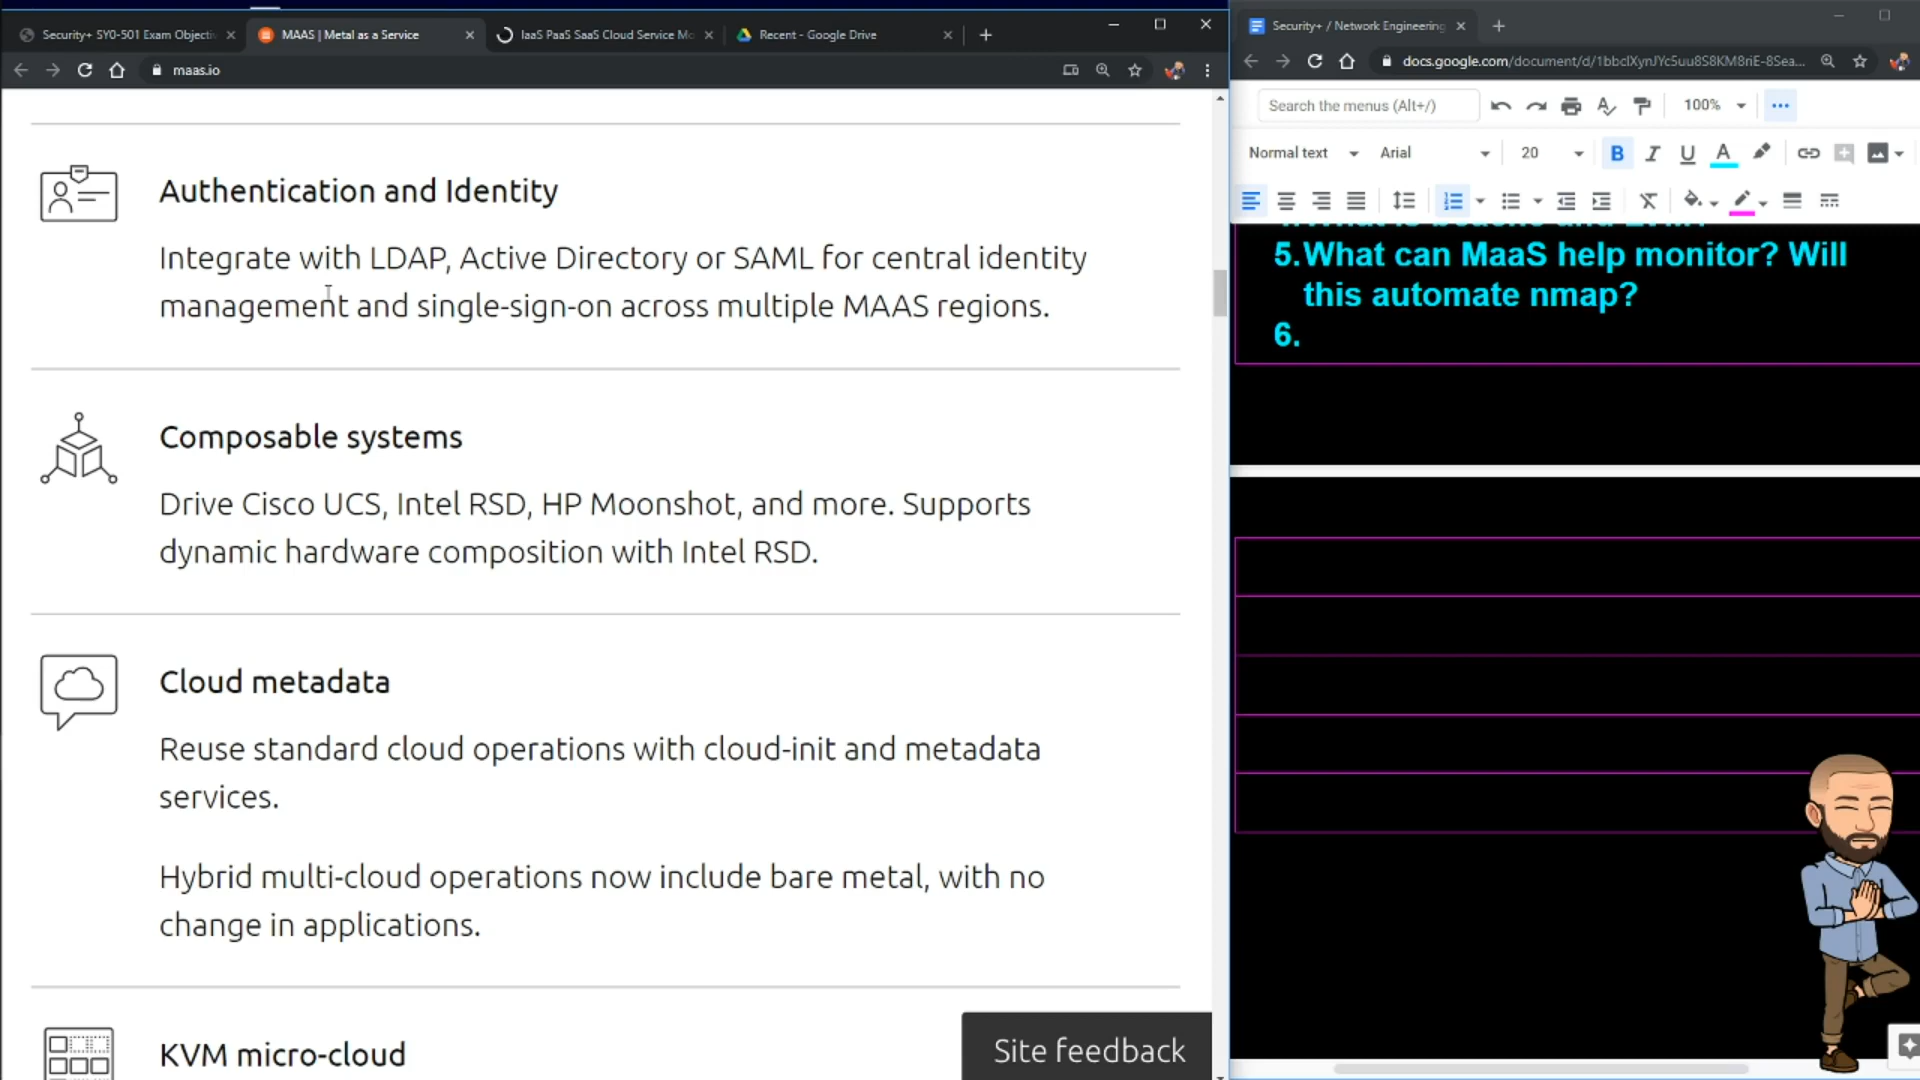 Security+ SY0-501 Exam Objectiv
MAAS | Metal as a Service
IaaS PaaS SaaS Cloud Service Mo
Recent - Google Drive
maas.io
Authentication and Identity
Integrate with LDAP, Active Directory or SAML for central identity
management and single-sign-on across multiple MAAS regions.
Composable systems
Drive Cisco UCS, Intel RSD, HP Moonshot, and more. Supports
dynamic hardware composition with Intel RSD.
Cloud metadata
Reuse standard cloud operations with cloud-init and metadata
services.
Hybrid multi-cloud operations now include bare metal, with no
change in applications.
KVM micro-cloud
Site feedback
Security+ / Network Engineering
docs.google.com/document/d/
Search the menus (Alt+/)
100%
Normal text
Arial
20
B
I
U
A
5. What can MaaS help monitor? Will
this automate nmap?
6.